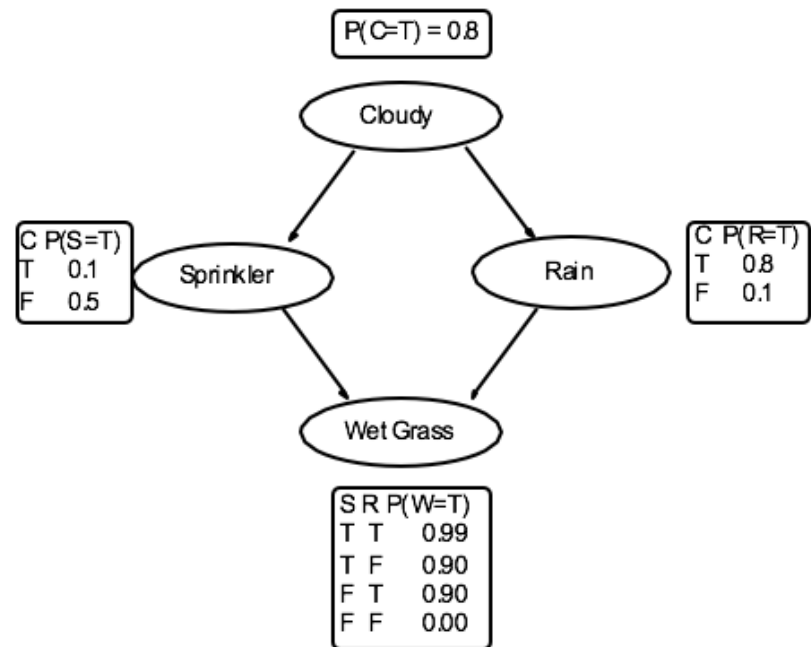 P(C=T) = 0.8
Cloudy
C P(S=T)
T 0.1
F 0.5
Sprinkler
Rain
C P(R=T)
T 0.8
F 0.1
Wet Grass
S R P(W=T)
T T 0.99
T F 0.90
F T 0.90
F F 0.00